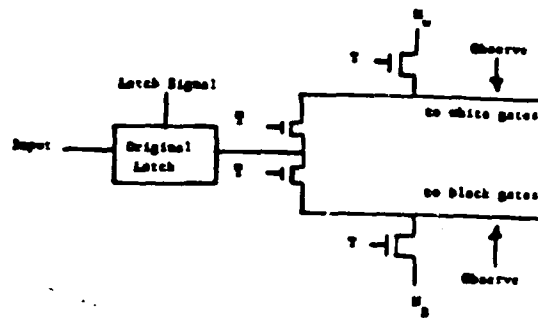 Observe
T
Latch Signal
T
to white gates
Input
Original
Latch
T
to black gates
T
Observe